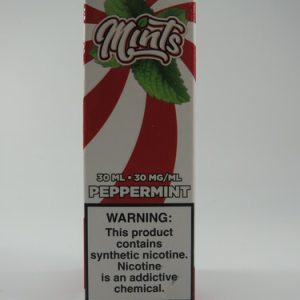 Mints
30 ML • 30 MG/ML
PEPPERMINT
WARNING:
This product
contains
synthetic nicotine.
Nicotine
is an addictive
chemical.